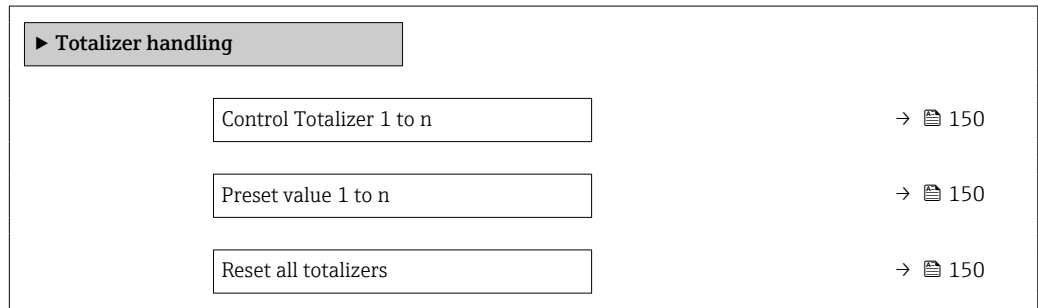 ▶ Totalizer handling
Control Totalizer 1 to n → 150
Preset value 1 to n → 150
Reset all totalizers → 150